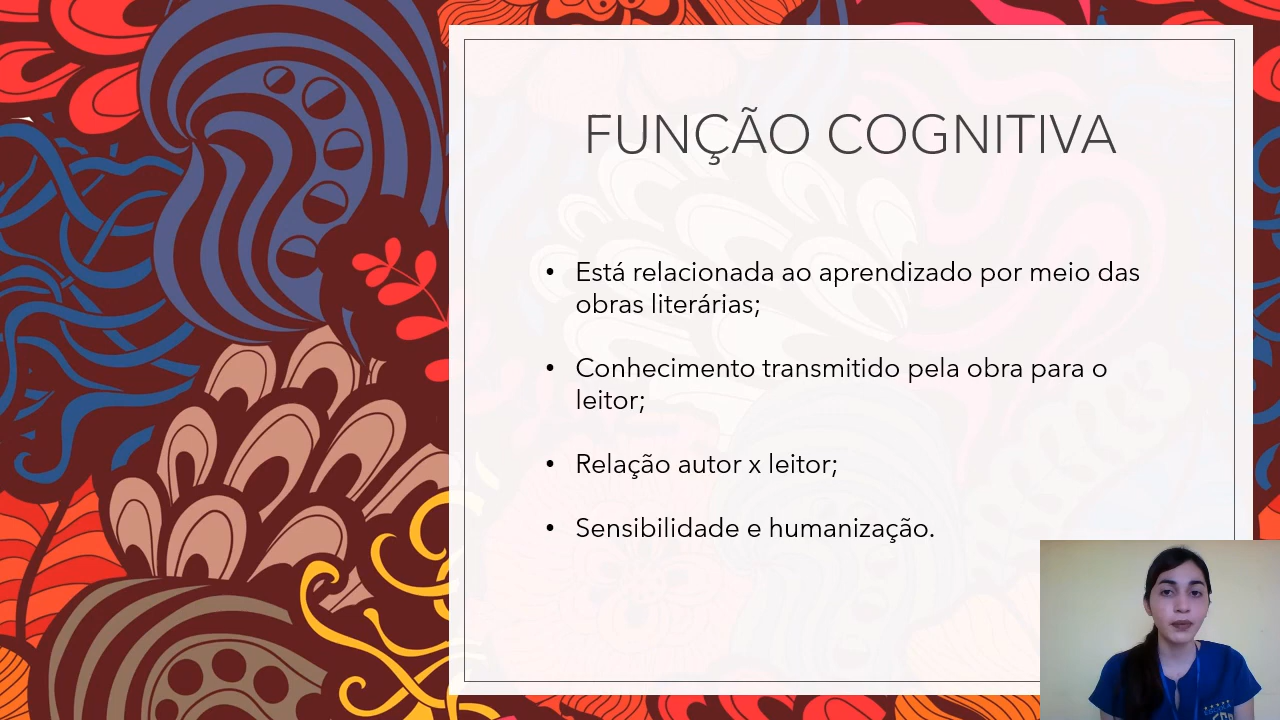 FUNÇÃO COGNITIVA
• Está relacionada ao aprendizado por meio das
obras literárias;
• Conhecimento transmitido pela obra para o
leitor;
• Relação autor x leitor;
• Sensibilidade e humanização.